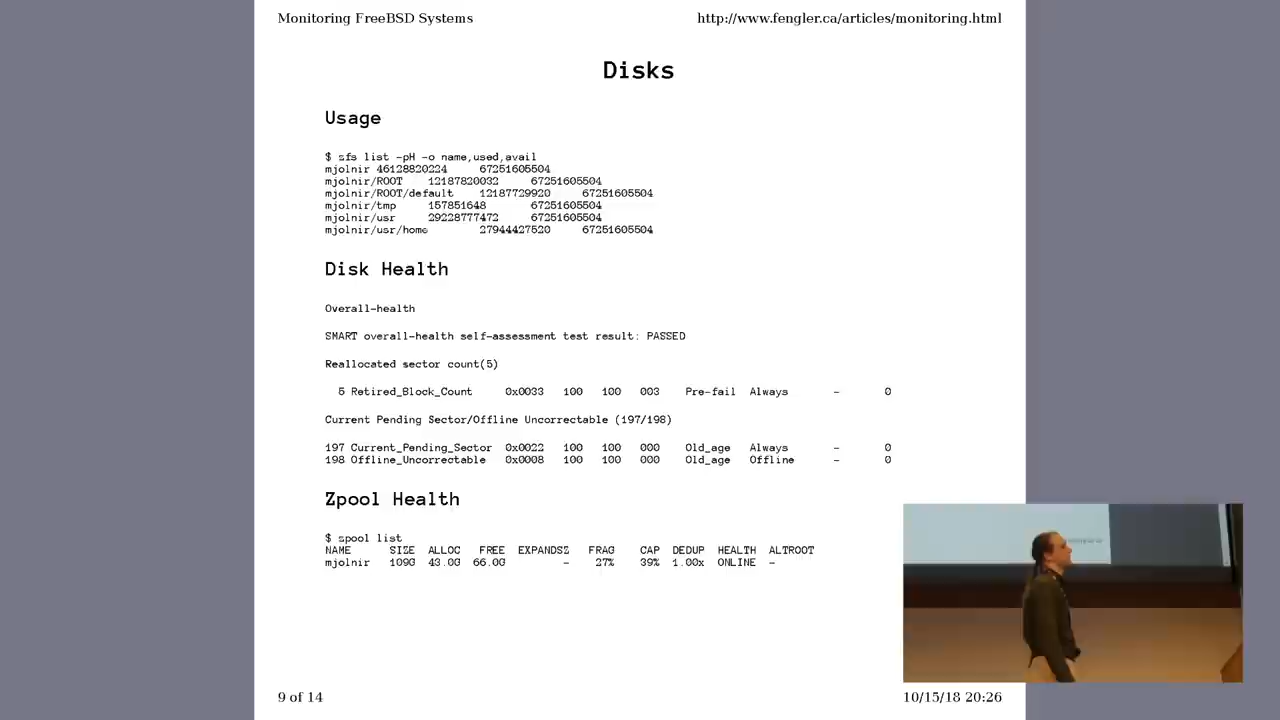 Monitoring FreeBSD Systems http://www.fengler.ca/articles/monitoring.html
Disks
Usage
$ zfs list -pH -o name,used,avail
mjolnir 46128820224 67251605504
mjolnir/ROOT 12187820032 67251605504
mjolnir/ROOT/default 12187729920 67251605504
mjolnir/tmp 157851648 67251605504
mjolnir/usr 29228777472 67251605504
mjolnir/usr/home 27944427520 67251605504
Disk Health
Overall-health
SMART overall-health self-assessment test result: PASSED
Reallocated sector count(5)
5 Retired_Block_Count 0x0033 100 100 003 Pre-fail Always - 0
Current Pending Sector/Offline Uncorrectable (197/198)
197 Current_Pending_Sector 0x0022 100 100 000 Old_age Always - 0
198 Offline_Uncorrectable 0x0008 100 100 000 Old_age Offline - 0
Zpool Health
$ zpool list
NAME SIZE ALLOC FREE EXPANDSZ FRAG CAP DEDUP HEALTH ALTROOT
mjolnir 109G 43.0G 66.0G - 27% 39% 1.00x ONLINE -
9 of 14 10/15/18 20:26